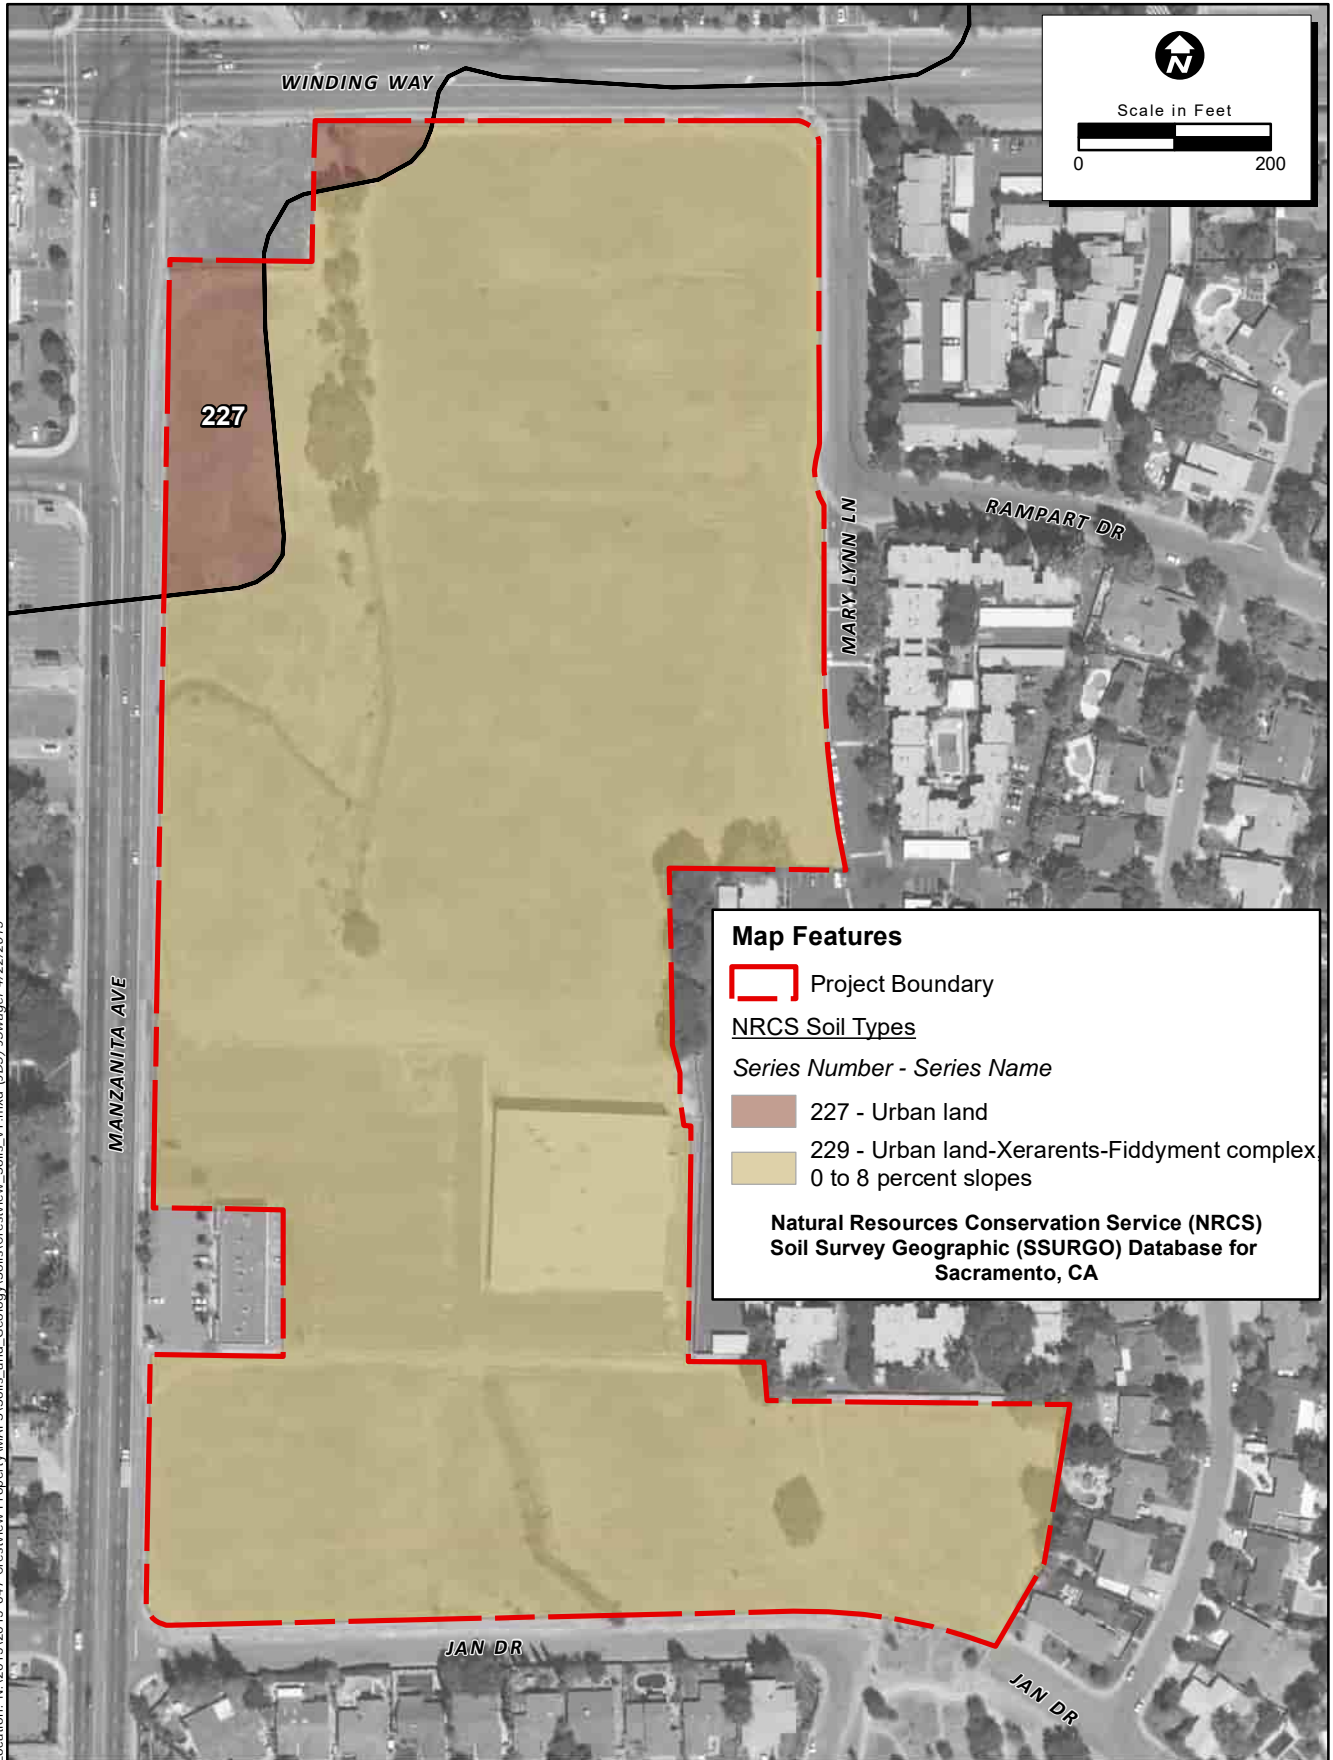 WINDING WAY
N
Scale in Feet
0 200
227
RAMPART DR
MARY LYNN LN
MANZANITA AVE
Map Features
Project Boundary
NRCS Soil Types
Series Number - Series Name
227 - Urban land
229 - Urban land-Xerarents-Fiddyment complex,
0 to 8 percent slopes
Natural Resources Conservation Service (NRCS)
Soil Survey Geographic (SSURGO) Database for
Sacramento, CA
JAN DR
JAN DR